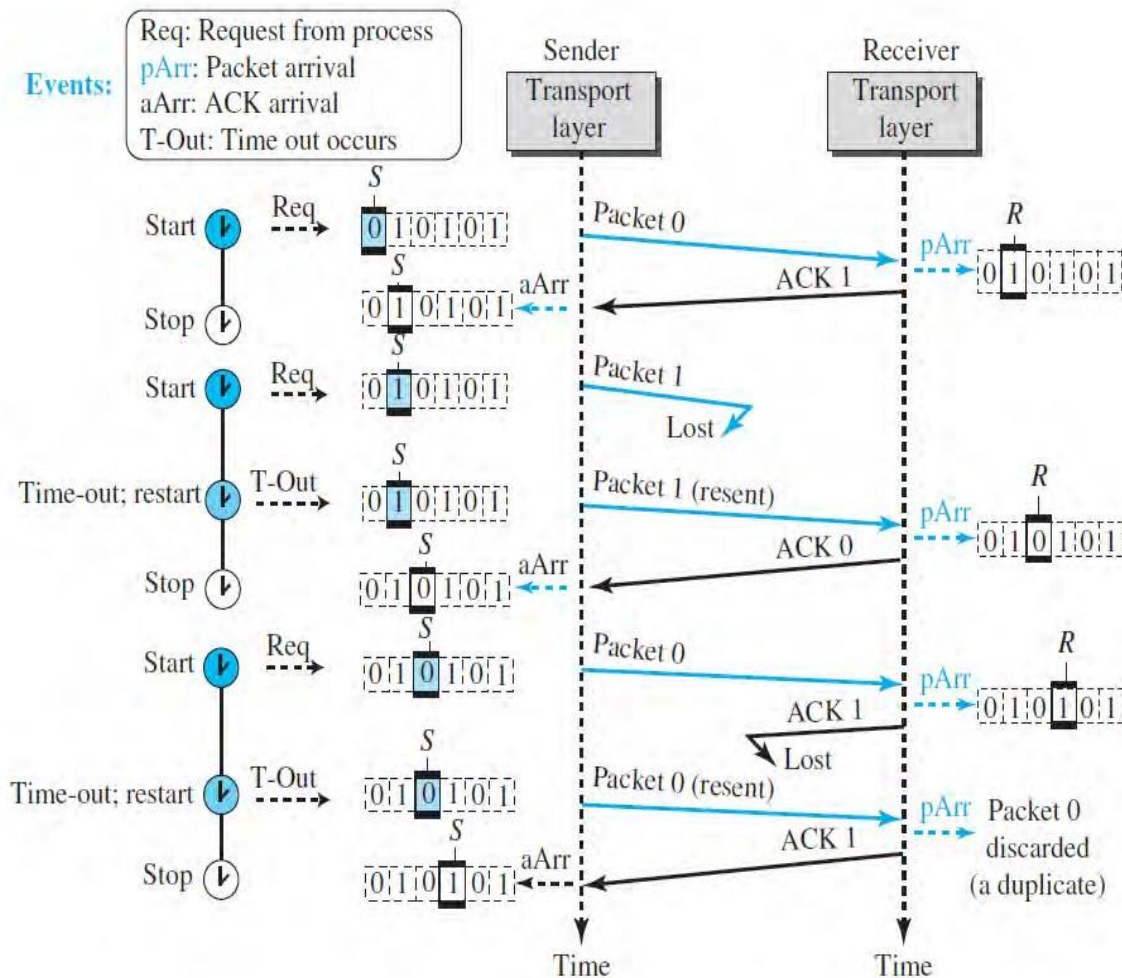 Events:
Req: Request from process
pArr: Packet arrival
aArr: ACK arrival
T-Out: Time out occurs
Sender
Transport
layer
Receiver
Transport
layer
Start
Req
S
0 1 0 1 0 1
Packet 0
pArr
R
0 1 0 1 0 1
Stop
S
0 1 0 1 0 1
aArr
ACK 1
Start
Req
S
0 1 0 1 0 1
Packet 1
Lost
Time-out; restart
T-Out
S
0 1 0 1 0 1
Packet 1 (resent)
pArr
R
0 1 0 1 0 1
Stop
S
0 1 0 1 0 1
aArr
ACK 0
Start
Req
S
0 1 0 1 0 1
Packet 0
pArr
R
0 1 0 1 0 1
ACK 1
Lost
Time-out; restart
T-Out
S
0 1 0 1 0 1
Packet 0 (resent)
pArr
Packet 0
discarded
(a duplicate)
Stop
S
0 1 0 1 0 1
aArr
ACK 1
Time
Time